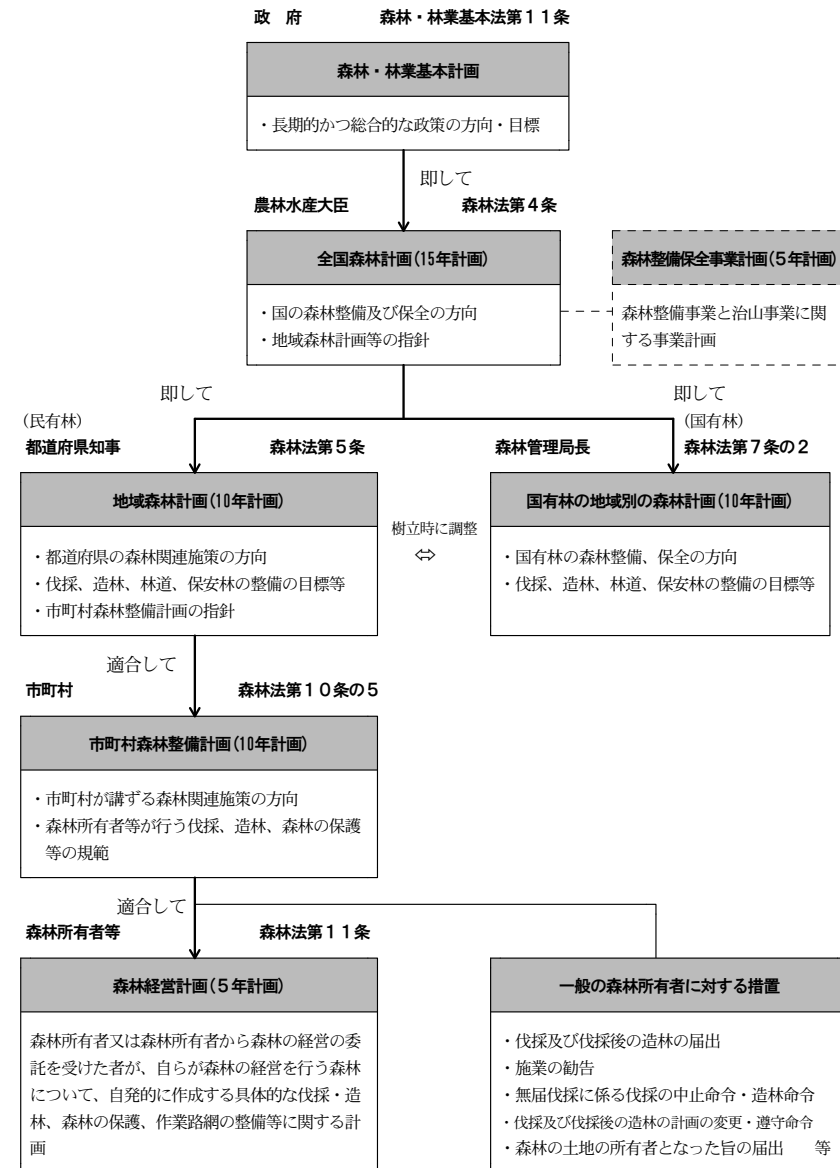 政　府　　森林・林業基本法第１１条
森林・林業基本計画
・長期的かつ総合的な政策の方向・目標
即して
農林水産大臣　　森林法第４条
全国森林計画(15年計画)
・国の森林整備及び保全の方向
・地域森林計画等の指針
森林整備保全事業計画(５年計画)
森林整備事業と治山事業に関
する事業計画
即して
即して
(民有林)
都道府県知事　　森林法第５条
(国有林)
森林管理局長　　森林法第７条の２
地域森林計画(10年計画)
・都道府県の森林関連施策の方向
・伐採、造林、林道、保安林の整備の目標等
・市町村森林整備計画の指針
樹立時に調整
⇔
国有林の地域別の森林計画(10年計画)
・国有林の森林整備、保全の方向
・伐採、造林、林道、保安林の整備の目標等
適合して
市町村　　森林法第１０条の５
市町村森林整備計画(10年計画)
・市町村が講ずる森林関連施策の方向
・森林所有者等が行う伐採、造林、森林の保護
等の規範
適合して
森林所有者等　　森林法第１１条
森林経営計画(５年計画)
森林所有者又は森林所有者から森林の経営の委
託を受けた者が、自らが森林の経営を行う森林
について、自発的に作成する具体的な伐採・造
林、森林の保護、作業路網の整備等に関する計
画
一般の森林所有者に対する措置
・伐採及び伐採後の造林の届出
・施業の勧告
・無届伐採に係る伐採の中止命令・造林命令
・伐採及び伐採後の造林の計画の変更・遵守命令
・森林の土地の所有者となった旨の届出　　等